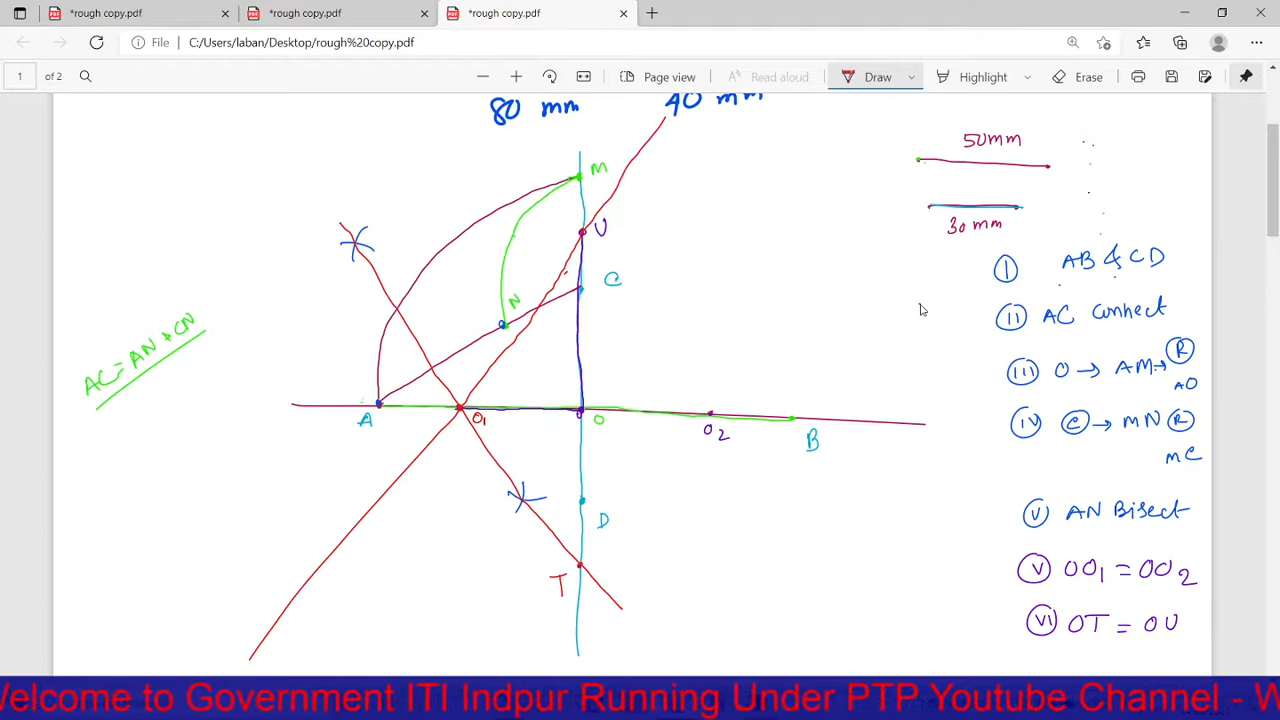 *rough copy.pdf
*rough copy.pdf
*rough copy.pdf
File
C:/Users/laban/Desktop/rough%20copy.pdf
1 of 2
Page view
Read aloud
Draw
Highlight
Erase
80 mm
40 mm
50mm
30 mm
M
U
C
N
A
O1
O
O2
B
D
T
AC = AN + CN
I AB & CD
II AC Connect
III O → AM → R
AO
IV C → MN R
MC
V AN Bisect
V OO1 = OO2
VI OT = OU
Welcome to Government ITI Indpur Running Under PTP Youtube Channel - W